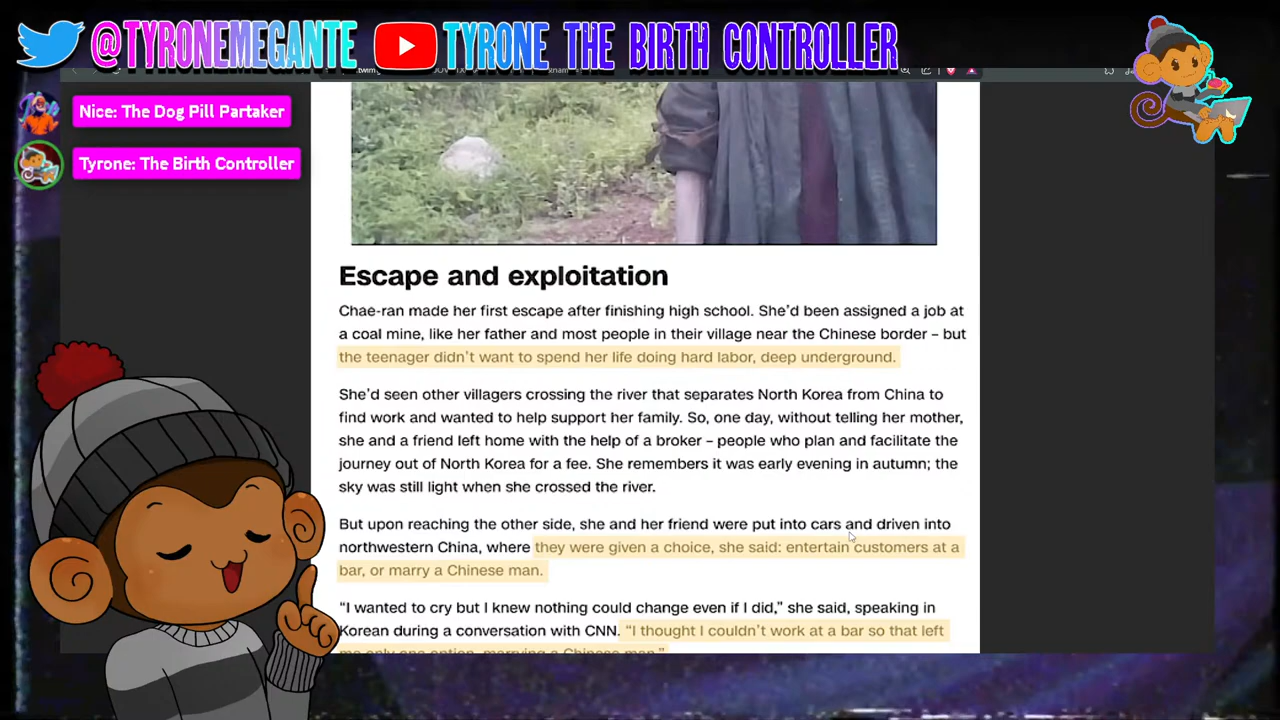 @TYRONEMEGANTE TYRONE THE BIRTH CONTROLLER
Nice: The Dog Pill Partaker
Tyrone: The Birth Controller
Escape and exploitation
Chae-ran made her first escape after finishing high school. She'd been assigned a job at
a coal mine, like her father and most people in their village near the Chinese border – but
the teenager didn't want to spend her life doing hard labor, deep underground.
She'd seen other villagers crossing the river that separates North Korea from China to
find work and wanted to help support her family. So, one day, without telling her mother,
she and a friend left home with the help of a broker – people who plan and facilitate the
journey out of North Korea for a fee. She remembers it was early evening in autumn; the
sky was still light when she crossed the river.
But upon reaching the other side, she and her friend were put into cars and driven into
northwestern China, where they were given a choice, she said: entertain customers at a
bar, or marry a Chinese man.
"I wanted to cry but I knew nothing could change even if I did," she said, speaking in
Korean during a conversation with CNN. "I thought I couldn't work at a bar so that left
me only one option, marrying a Chinese man."